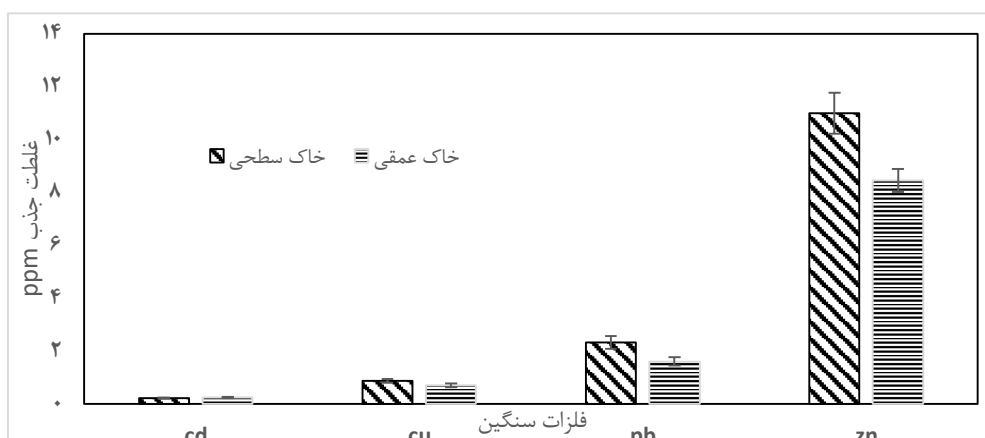 ۱۴
۱۲
۱۰
۸
۶
۴
۲
۰
غلظت جذب ppm
خاک سطحی
خاک عمقی
cd
cu
pb
zn
فلزات سنگین